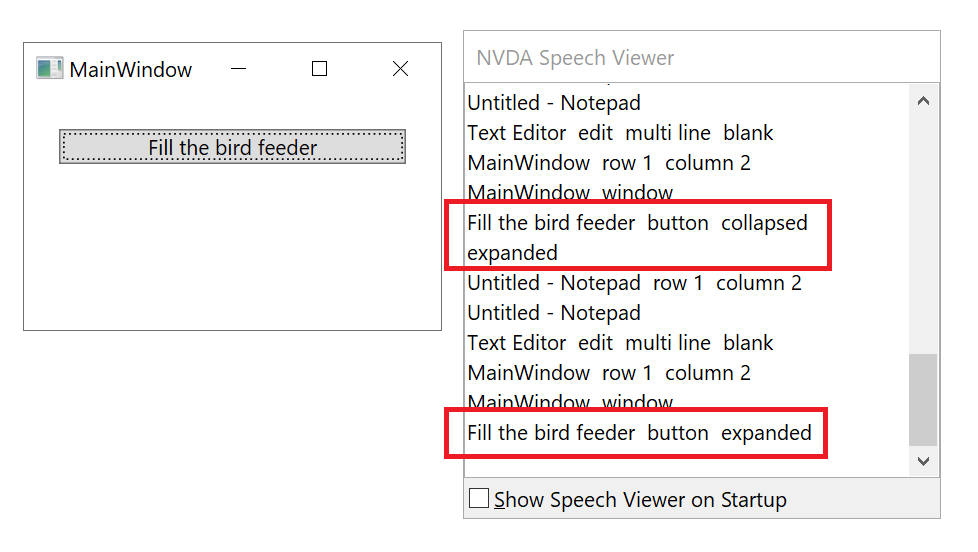 MainWindow
Fill the bird feeder
NVDA Speech Viewer
Untitled - Notepad
Text Editor  edit  multi line  blank
MainWindow  row 1  column 2
MainWindow  window
Fill the bird feeder  button  collapsed
expanded
Untitled - Notepad  row 1  column 2
Untitled - Notepad
Text Editor  edit  multi line  blank
MainWindow  row 1  column 2
MainWindow  window
Fill the bird feeder  button  expanded
Show Speech Viewer on Startup